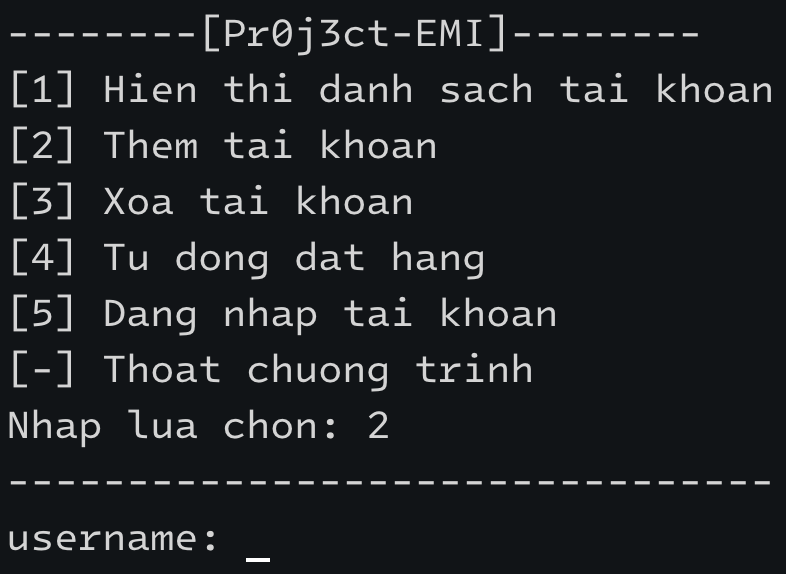 --------[Pr0j3ct-EMI]--------
[1] Hien thi danh sach tai khoan
[2] Them tai khoan
[3] Xoa tai khoan
[4] Tu dong dat hang
[5] Dang nhap tai khoan
[-] Thoat chuong trinh
Nhap lua chon: 2
--------------------------------
username: _